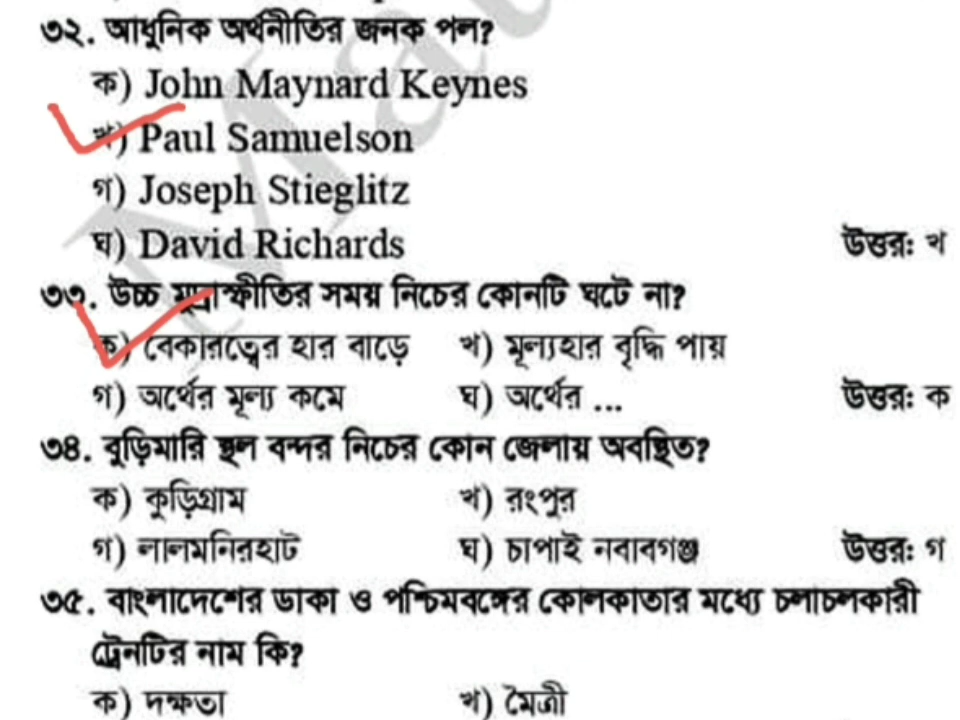 ৩২. আধুনিক অর্থনীতির জনক পল?
ক) John Maynard Keynes
খ) Paul Samuelson
গ) Joseph Stieglitz
ঘ) David Richards উত্তর: খ
৩৩. উচ্চ মুদ্রাস্ফীতির সময় নিচের কোনটি ঘটে না?
ক) বেকারত্বের হার বাড়ে খ) মূল্যহার বৃদ্ধি পায়
গ) অর্থের মূল্য কমে ঘ) অর্থের ... উত্তর: ক
৩৪. বুড়িমারি স্থল বন্দর নিচের কোন জেলায় অবস্থিত?
ক) কুড়িগ্রাম খ) রংপুর
গ) লালমনিরহাট ঘ) চাপাই নবাবগঞ্জ উত্তর: গ
৩৫. বাংলাদেশের ডাকা ও পশ্চিমবঙ্গের কোলকাতার মধ্যে চলাচলকারী
ট্রেনটির নাম কি?
ক) দক্ষতা খ) মৈত্রী